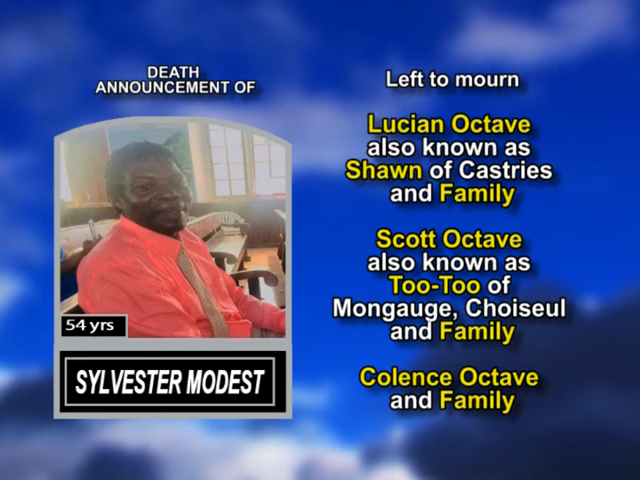 DEATH
ANNOUNCEMENT OF
54 yrs
SYLVESTER MODEST
Left to mourn
Lucian Octave
also known as
Shawn of Castries
and Family
Scott Octave
also known as
Too-Too of
Mongauge, Choiseul
and Family
Colence Octave
and Family